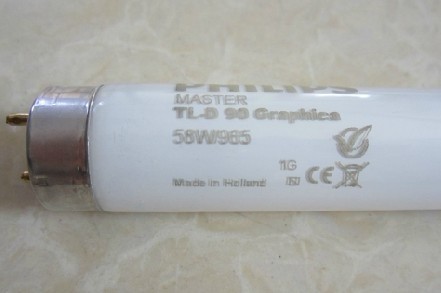 PHILIPS
MASTER
TL-D 90 Graphica
58W/965
1G
Made in Holland
CE